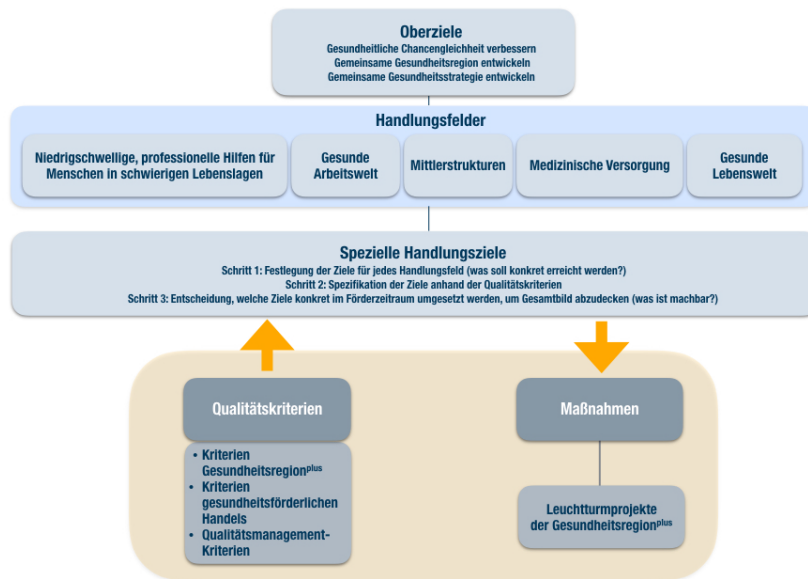 Oberziele
Gesundheitliche Chancengleichheit verbessern
Gemeinsame Gesundheitsregion entwickeln
Gemeinsame Gesundheitsstrategie entwickeln
Handlungsfelder
Niedrigschwellige, professionelle Hilfen für
Menschen in schwierigen Lebenslagen
Gesunde
Arbeitswelt
Mittlerstrukturen
Medizinische Versorgung
Gesunde
Lebenswelt
Spezielle Handlungsziele
Schritt 1: Festlegung der Ziele für jedes Handlungsfeld (was soll konkret erreicht werden?)
Schritt 2: Spezifikation der Ziele anhand der Qualitätskriterien
Schritt 3: Entscheidung, welche Ziele konkret im Förderzeitraum umgesetzt werden, um Gesamtbild abzudecken (was ist machbar?)
Qualitätskriterien
• Kriterien
Gesundheitsregionplus
• Kriterien
gesundheitsförderlichen
Handels
• Qualitätsmanagement-
Kriterien
Maßnahmen
Leuchtturmprojekte
der Gesundheitsregionplus